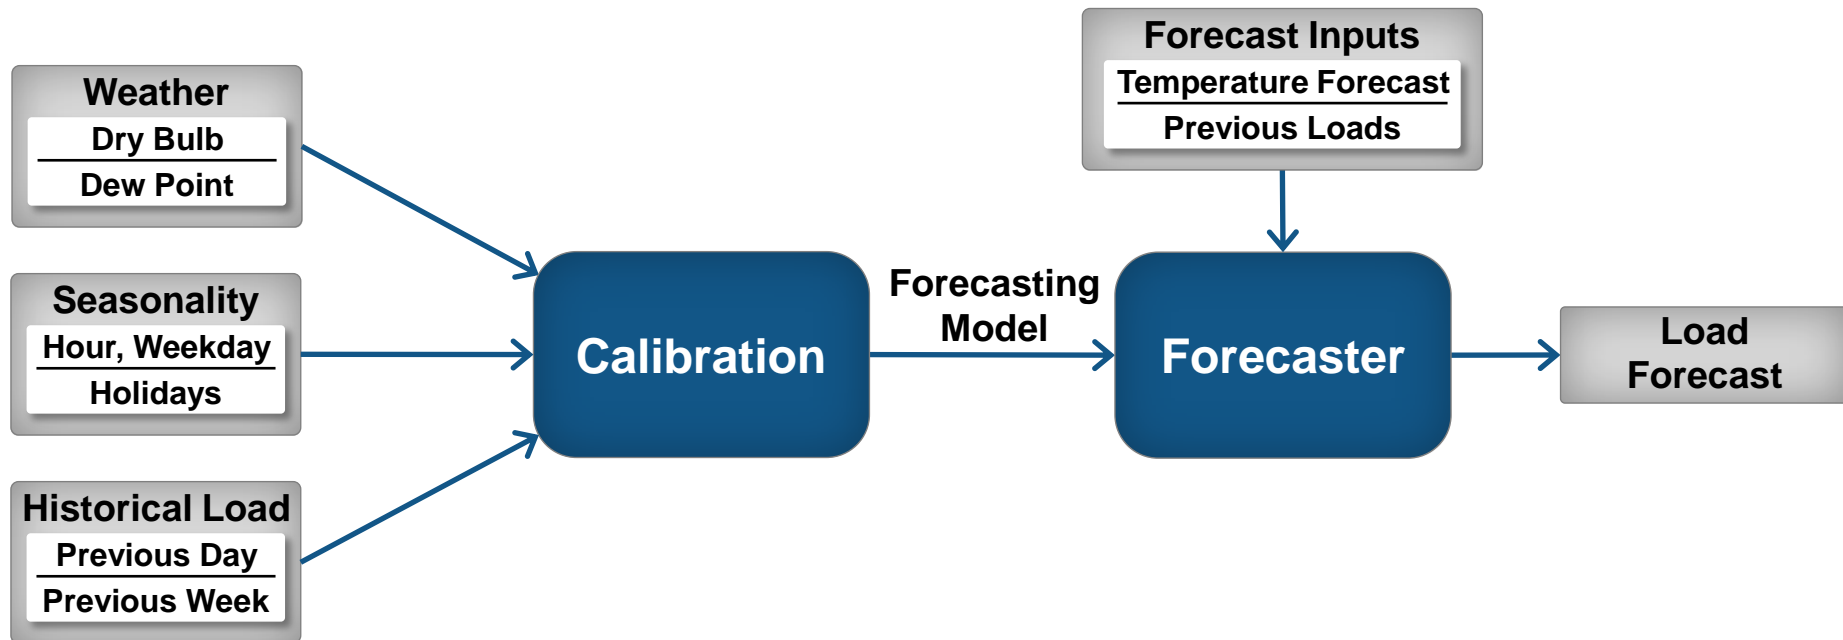 Weather
Dry Bulb
Dew Point
Seasonality
Hour, Weekday
Holidays
Historical Load
Previous Day
Previous Week
Calibration
Forecasting
Model
Forecast Inputs
Temperature Forecast
Previous Loads
Forecaster
Load
Forecast